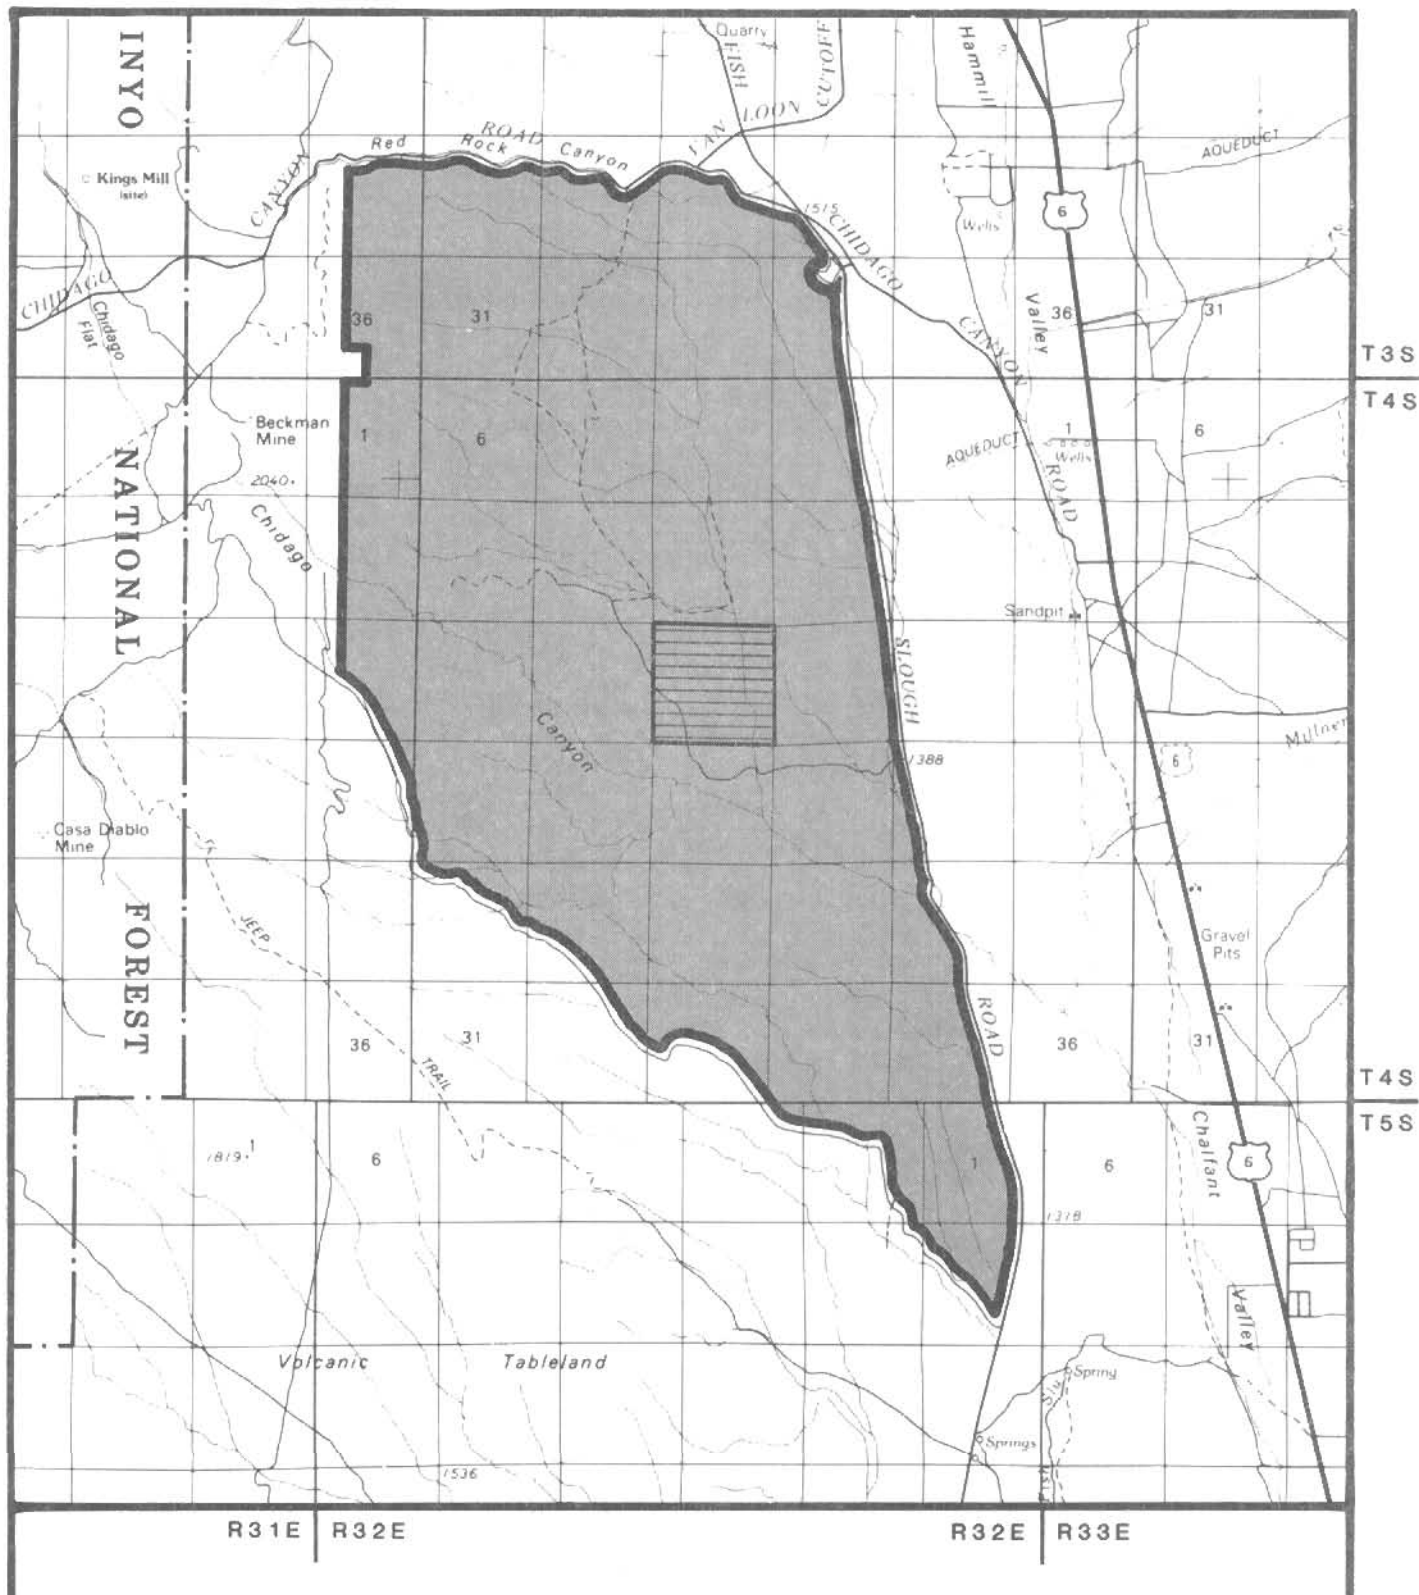 INYO
NATIONAL
FOREST
Quarry
FISH
CUTOFF
VAN LOON
Hammill
Valley
AQUEDUCT
6
Red Rock Canyon
ROAD
CANYON
CHIDAGO
Kings Mill
(site)
Wells
1515
CHIDAGO
CANYON
ROAD
Chidago
Flat
36
31
36
31
T3S
T4S
Beckman
Mine
1
6
AQUEDUCT
1
6
Wells
2040
Chidago
Canyon
Sandpit
SLOUGH
ROAD
1388
6
Milner
Casa Diablo
Mine
JEEP
TRAIL
Gravel
Pits
36
31
36
31
T4S
T5S
Chalfant
Valley
1819
1
6
1
6
6
1318
Volcanic Tableland
Spring
Springs
1536
R31E
R32E
R32E
R33E